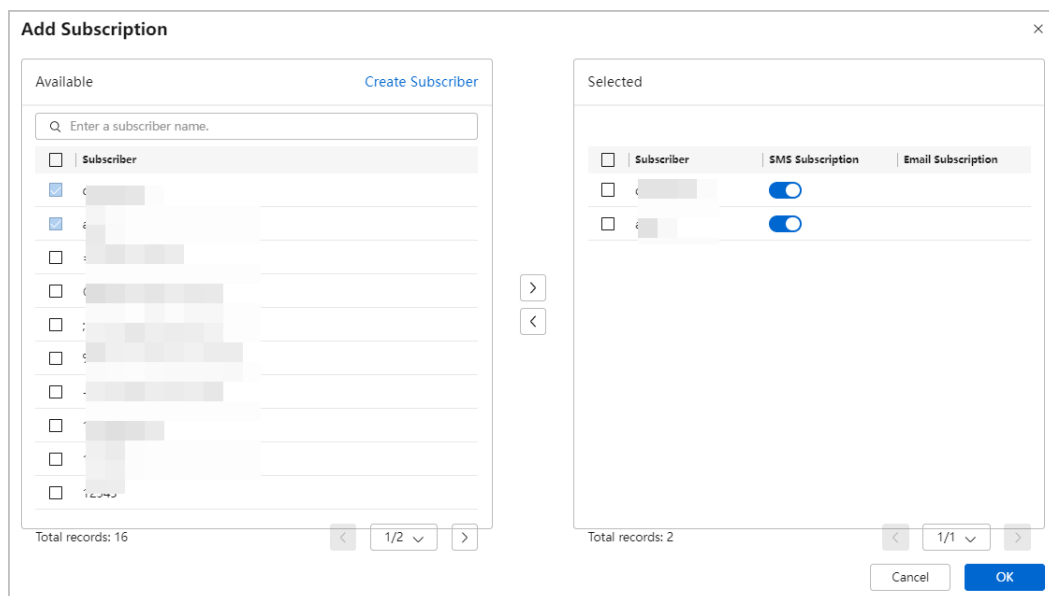 Add Subscription
Available
Create Subscriber
Enter a subscriber name.
Subscriber
Total records: 16
1/2
Selected
Subscriber SMS Subscription Email Subscription
Total records: 2
1/1
Cancel
OK